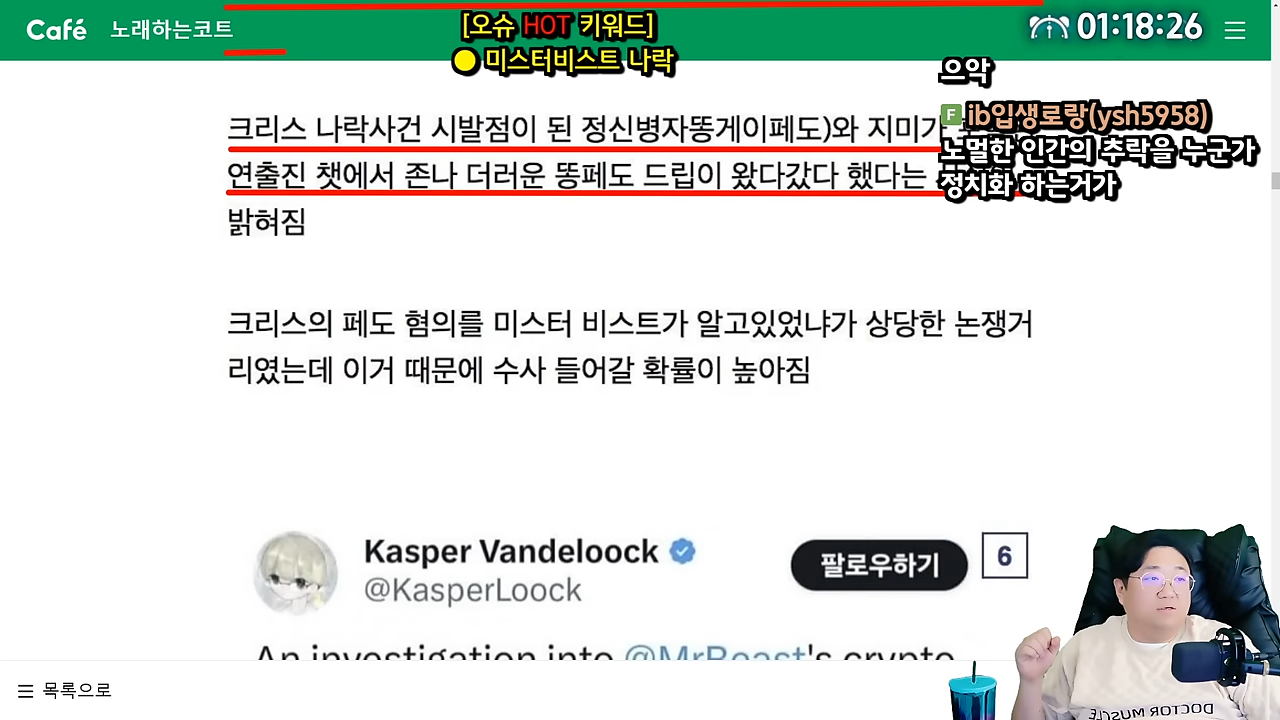 Café 노래하는코트
[오슈 HOT 키워드]
미스터비스트 나락
01:18:26
으악
F ib입생로랑(ysh5958)
노멀한 인간의 추락을 누군가
정치화 하는거가
크리스 나락사건 시발점이 된 정신병자똥게이페도)와 지미가
연출진 챗에서 존나 더러운 똥페도 드립이 왔다갔다 했다는
밝혀짐
크리스의 페도 혐의를 미스터 비스트가 알고있었냐가 상당한 논쟁거
리였는데 이거 때문에 수사 들어갈 확률이 높아짐
Kasper Vandeloock
@KasperLoock
팔로우하기
6
An investigation into @MrBeast's crypto
목록으로
DOCTOR MUSCLE